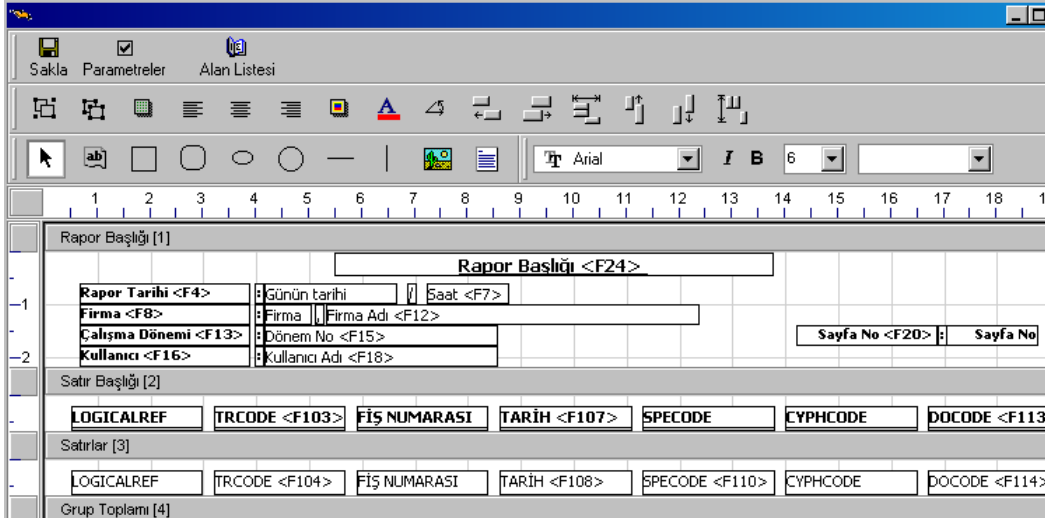 Sakla Parametreler Alan Listesi
Arial I B 6
1 2 3 4 5 6 7 8 9 10 11 12 13 14 15 16 17 18 1
Rapor Başlığı [1]
Rapor Başlığı <F24>
Rapor Tarihi <F4> : Günün tarihi / Saat <F7>
1
Firma <F8> : Firma , Firma Adı <F12>
Çalışma Dönemi <F13> : Dönem No <F15> Sayfa No <F20> : Sayfa No
2
Kullanıcı <F16> : Kullanıcı Adı <F18>
Satır Başlığı [2]
LOGICALREF TRCODE <F103> FİŞ NUMARASI TARİH <F107> SPECODE CYPHCODE DOCODE <F113
Satırlar [3]
LOGICALREF TRCODE <F104> FİŞ NUMARASI TARİH <F108> SPECODE <F110> CYPHCODE DOCODE <F114>
Grup Toplamı [4]